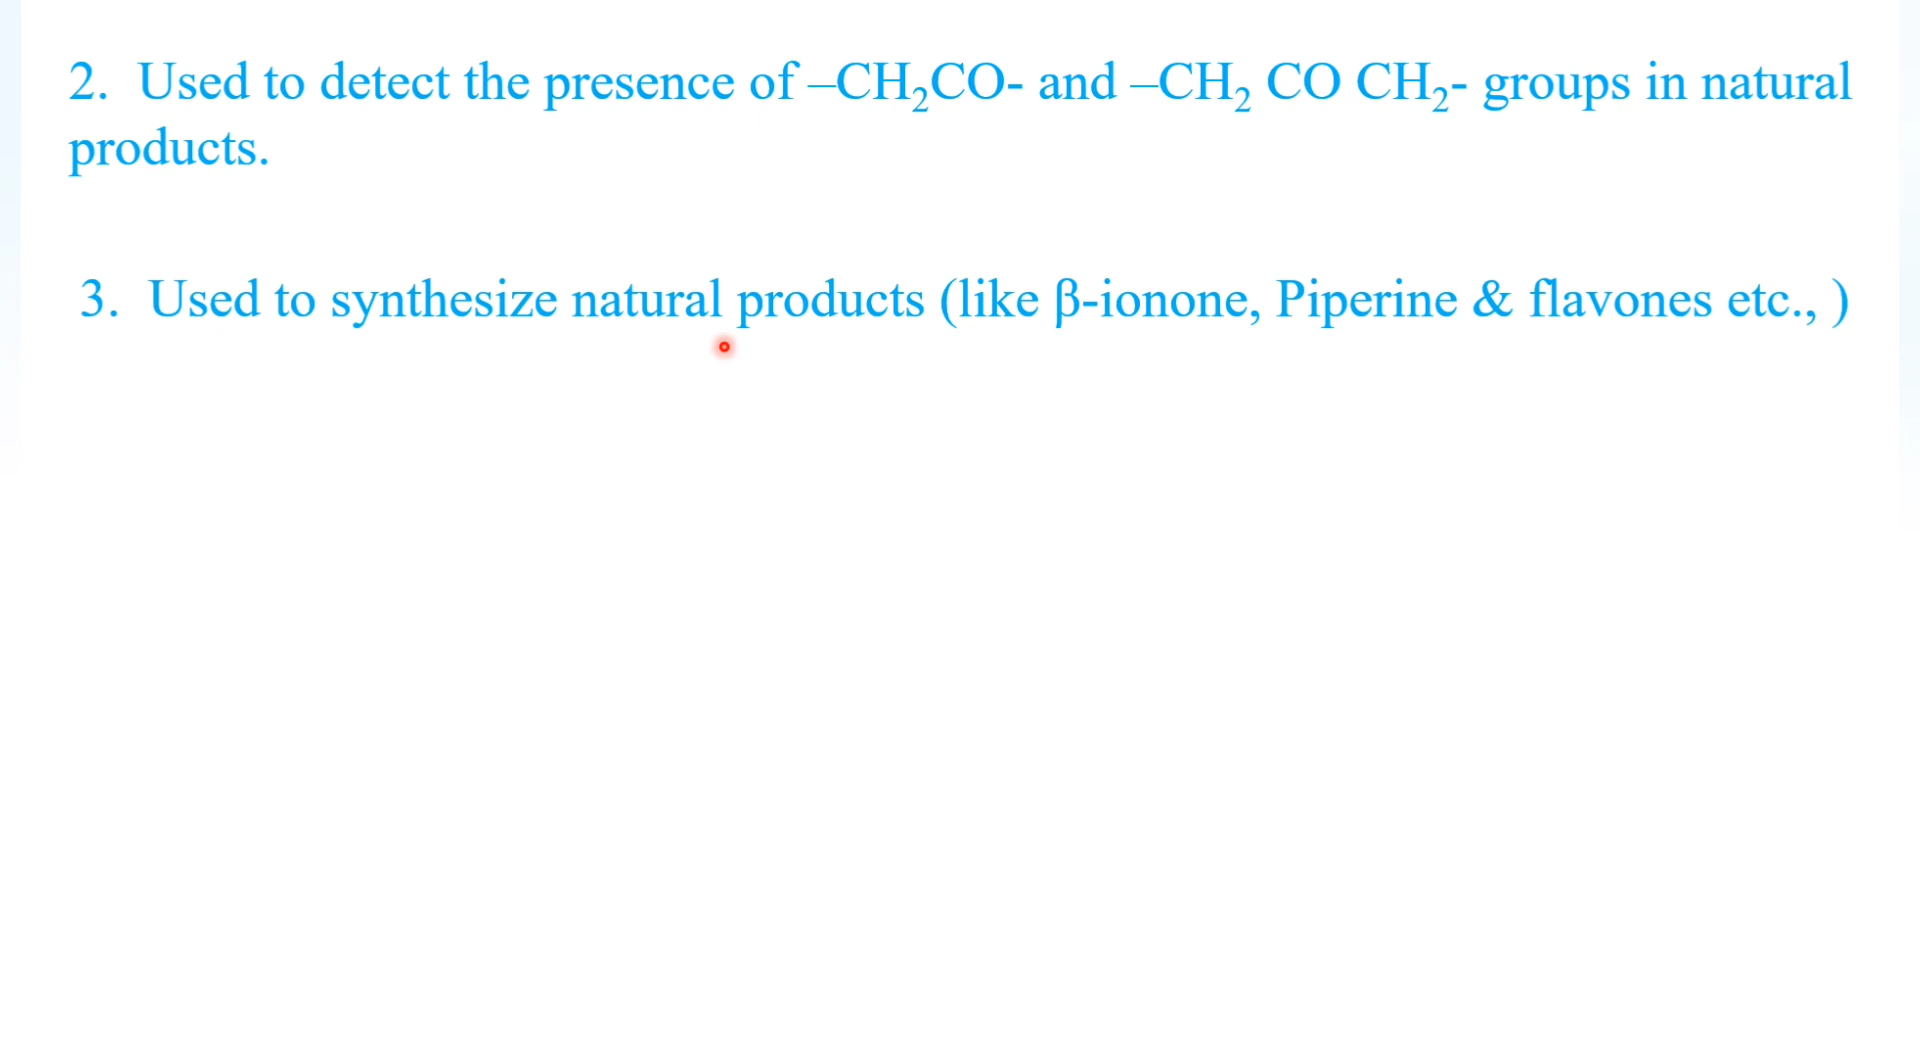 2. Used to detect the presence of –CH₂CO- and –CH₂ CO CH₂- groups in natural
products.
3. Used to synthesize natural products (like β-ionone, Piperine & flavones etc., )